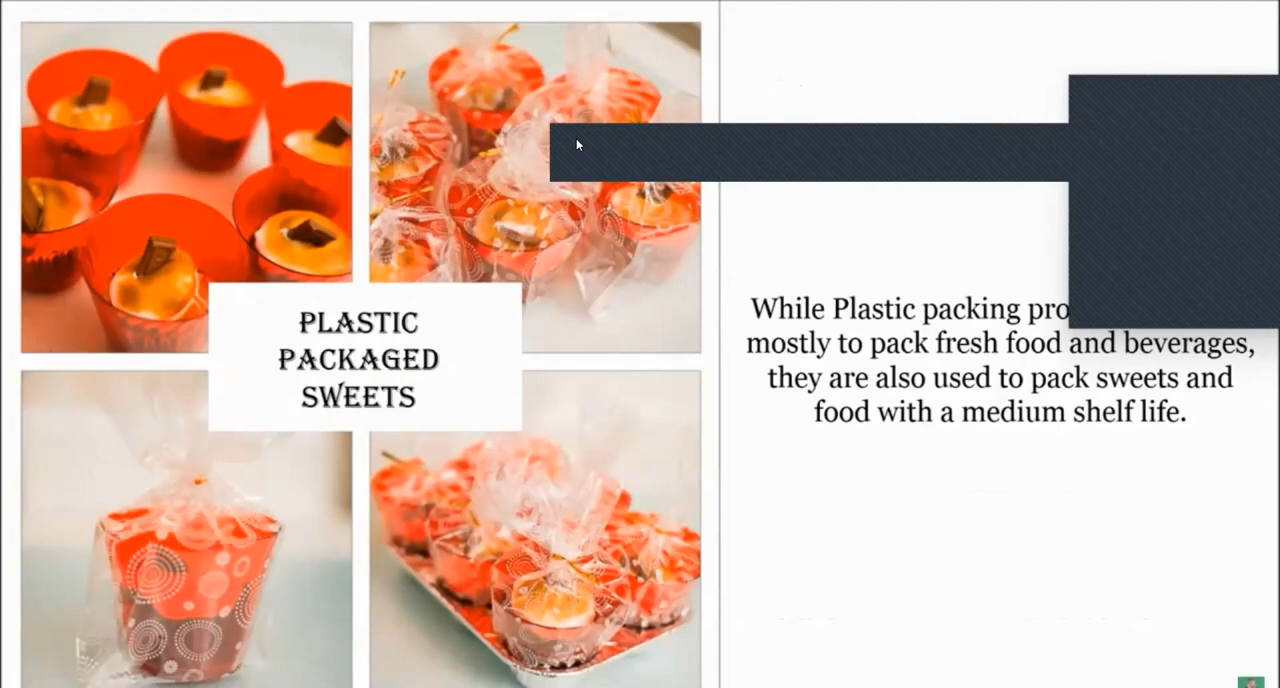 PLASTIC
PACKAGED
SWEETS
While Plastic packing
mostly to pack fresh food and beverages,
they are also used to pack sweets and
food with a medium shelf life.